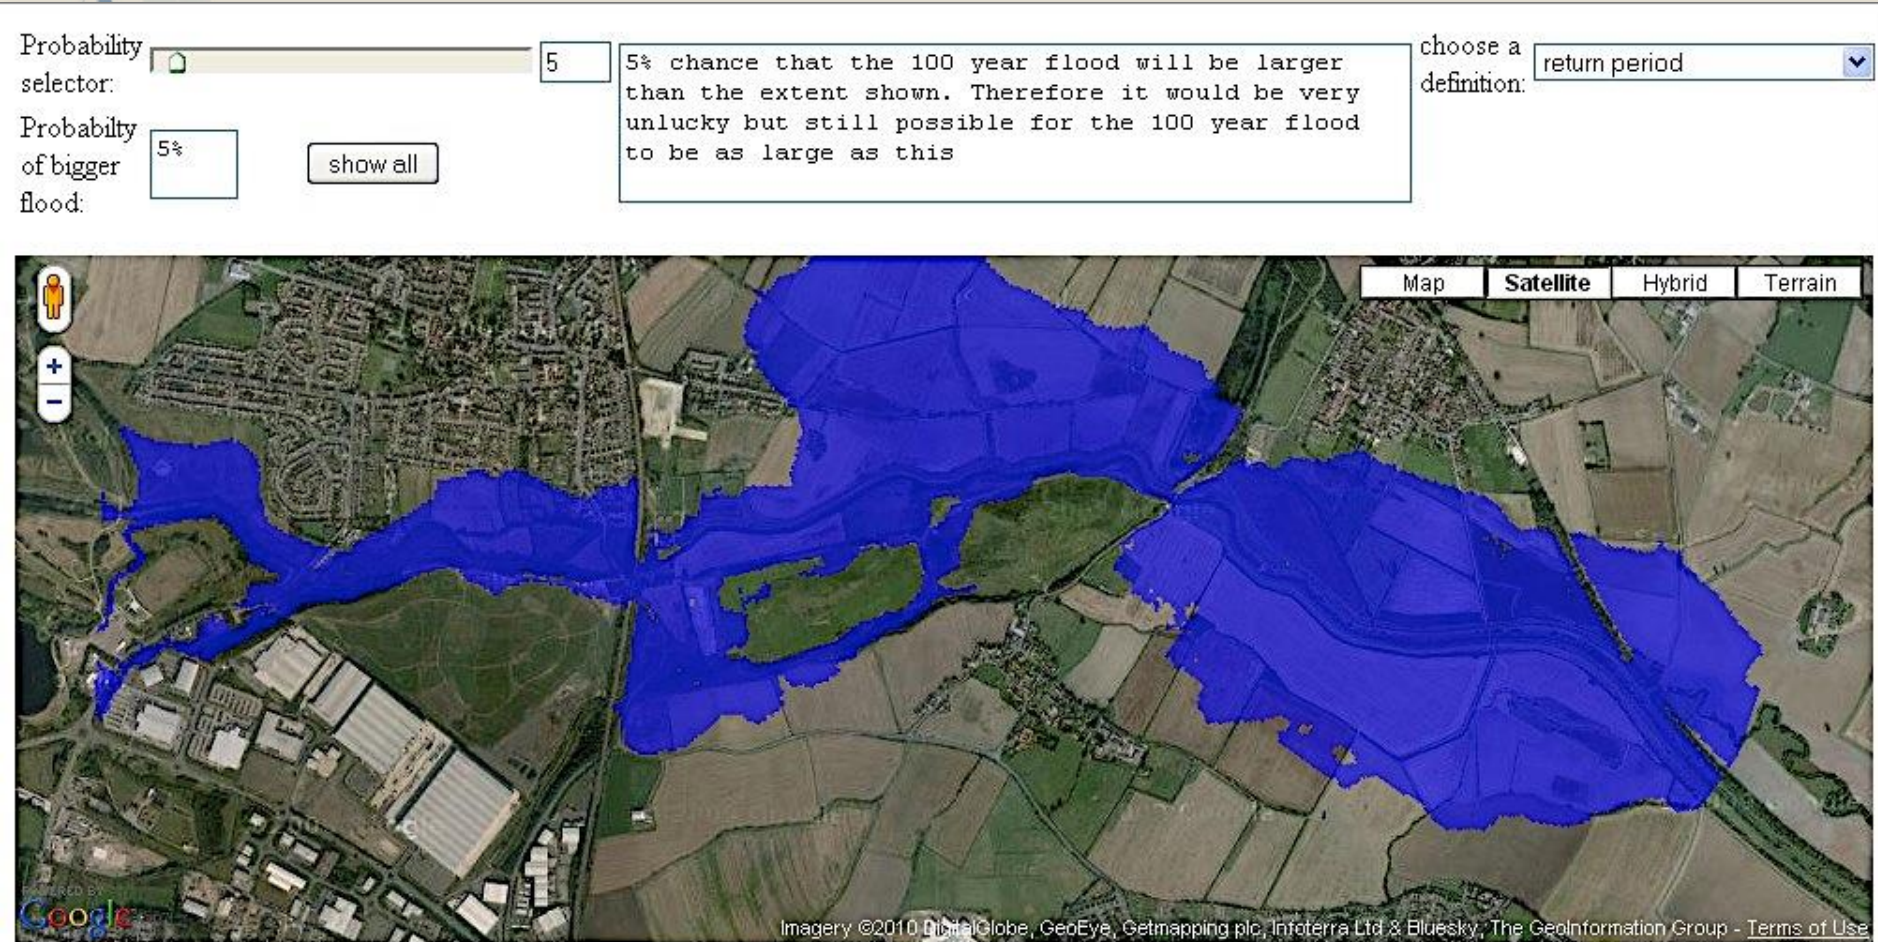 Probability
selector:
5
5% chance that the 100 year flood will be larger
than the extent shown. Therefore it would be very
unlucky but still possible for the 100 year flood
to be as large as this
choose a
definition:
return period
Probabilty
of bigger
flood:
5%
show all
Map
Satellite
Hybrid
Terrain
+
−
POWERED BY
Google
Imagery ©2010 DigitalGlobe, GeoEye, Getmapping plc, Infoterra Ltd & Bluesky, The GeoInformation Group - Terms of Use